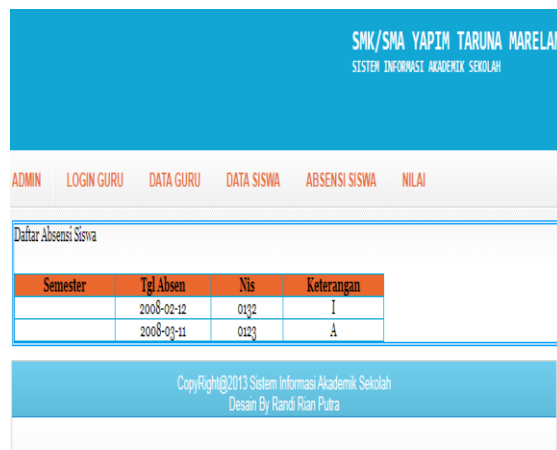 SMK/SMA YAPIM TARUNA MARELAN
SISTEM INFORMASI AKADEMIK SEKOLAH
ADMIN LOGIN GURU DATA GURU DATA SISWA ABSENSI SISWA NILAI
Daftar Absensi Siswa
Semester Tgl Absen Nis Keterangan
2008-02-12 0132 I
2008-03-11 0123 A
CopyRight@2013 Sistem Informasi Akademik Sekolah
Desain By Randi Rian Putra